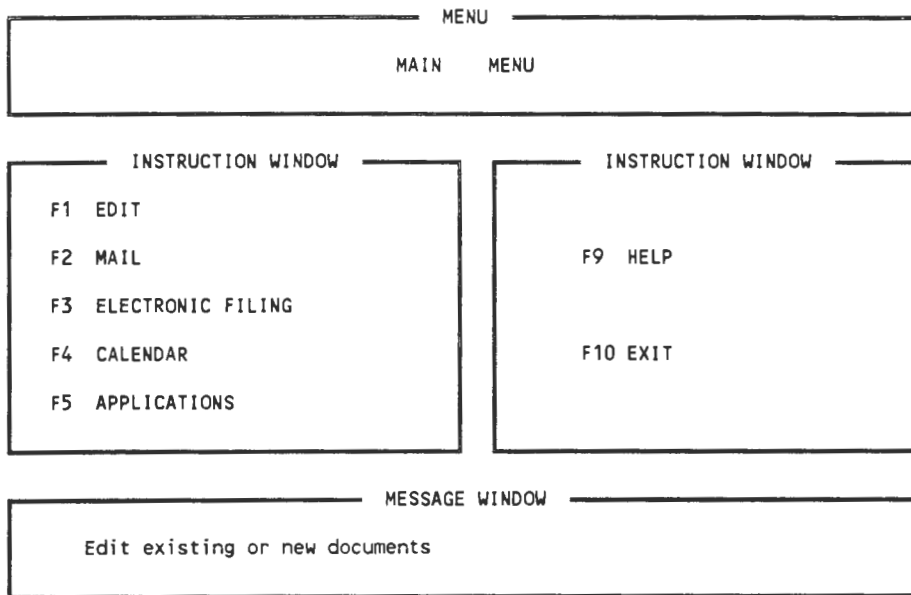 MENU
MAIN MENU
INSTRUCTION WINDOW
F1 EDIT
F2 MAIL
F3 ELECTRONIC FILING
F4 CALENDAR
F5 APPLICATIONS
INSTRUCTION WINDOW
F9 HELP
F10 EXIT
MESSAGE WINDOW
Edit existing or new documents